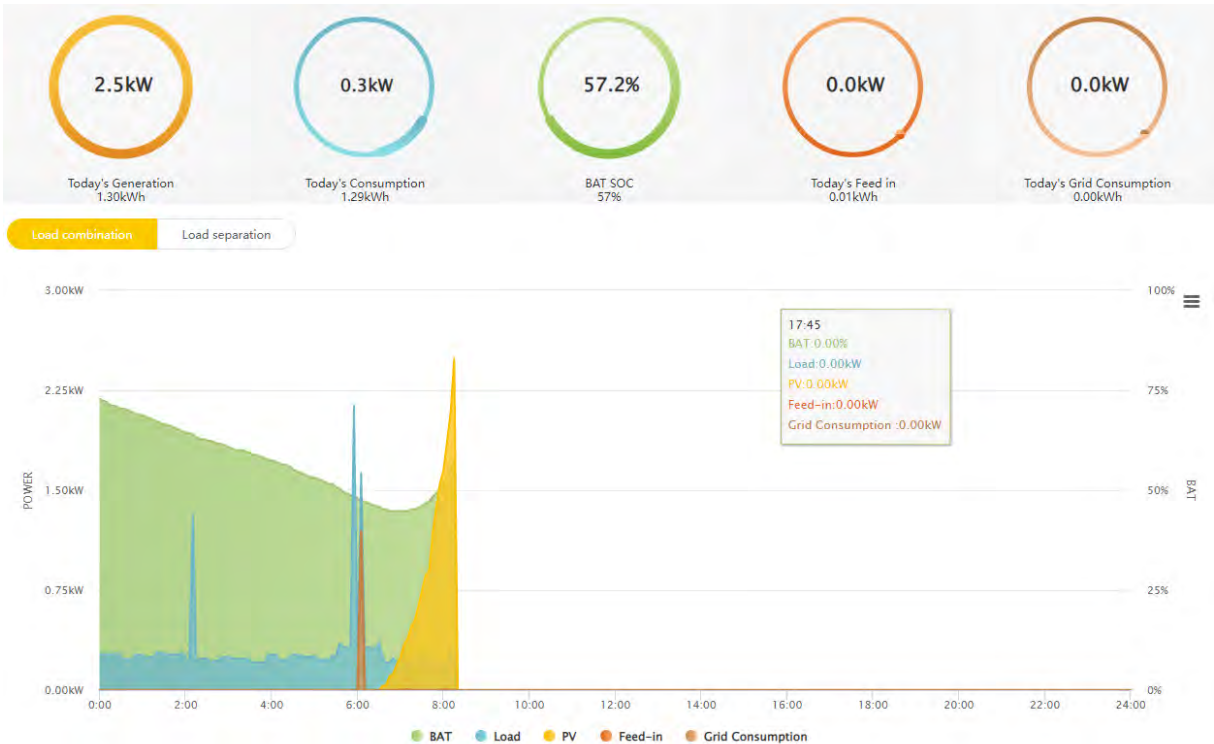 2.5kW
0.3kW
57.2%
0.0kW
0.0kW
Today's Generation
1.30kWh
Today's Consumption
1.29kWh
BAT SOC
57%
Today's Feed in
0.01kWh
Today's Grid Consumption
0.00kWh
Load combination
Load separation
3.00kW
2.25kW
1.50kW
0.75kW
0.00kW
POWER
100%
75%
50%
25%
0%
BAT
17:45
BAT:0.00%
Load:0.00kW
PV:0.00kW
Feed-in:0.00kW
Grid Consumption :0.00kW
0:00 2:00 4:00 6:00 8:00 10:00 12:00 14:00 16:00 18:00 20:00 22:00 24:00
BAT Load PV Feed-in Grid Consumption